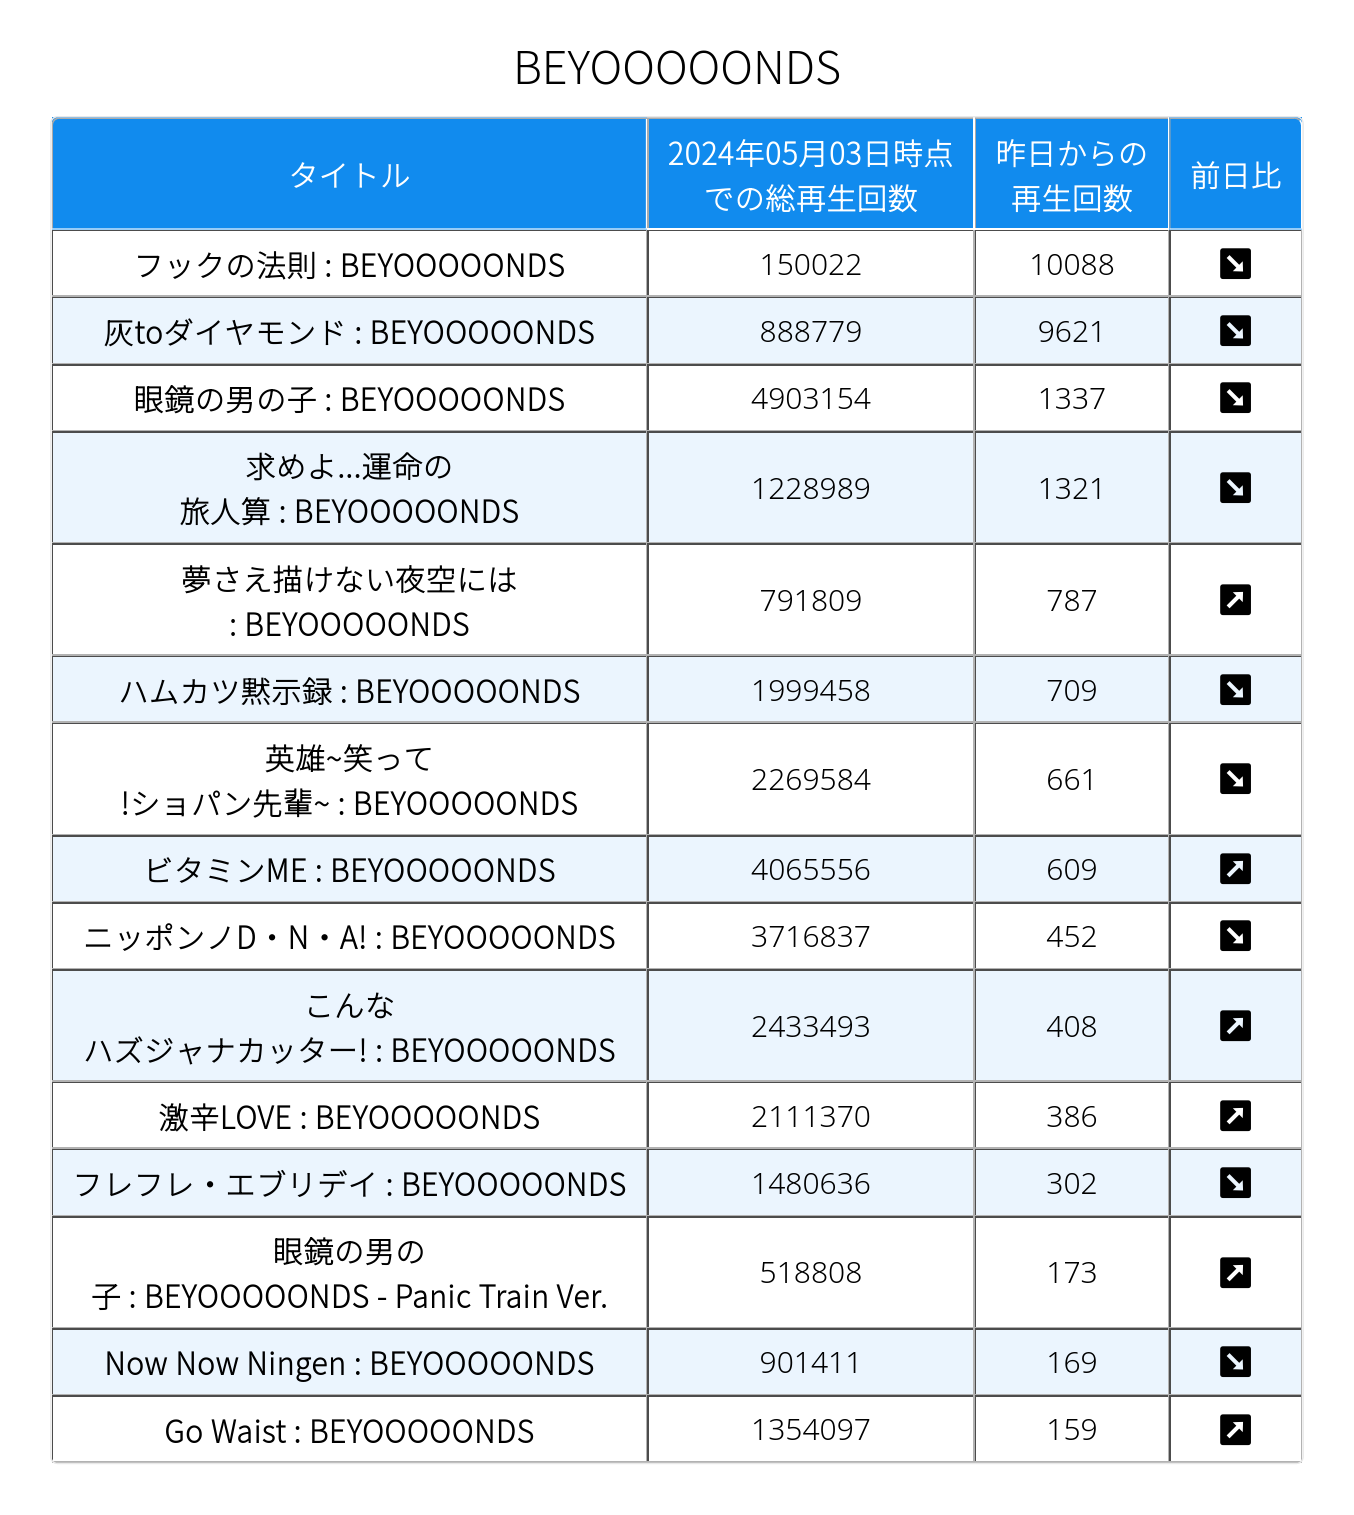 BEYOOOOONDS
タイトル
2024年05月03日時点
での総再生回数
昨日からの
再生回数
前日比
フックの法則 : BEYOOOOONDS
150022
10088
灰toダイヤモンド : BEYOOOOONDS
888779
9621
眼鏡の男の子 : BEYOOOOONDS
4903154
1337
求めよ...運命の
旅人算 : BEYOOOOONDS
1228989
1321
夢さえ描けない夜空には
: BEYOOOOONDS
791809
787
ハムカツ黙示録 : BEYOOOOONDS
1999458
709
英雄~笑って
!ショパン先輩~ : BEYOOOOONDS
2269584
661
ビタミンME : BEYOOOOONDS
4065556
609
ニッポンノD・N・A! : BEYOOOOONDS
3716837
452
こんな
ハズジャナカッター! : BEYOOOOONDS
2433493
408
激辛LOVE : BEYOOOOONDS
2111370
386
フレフレ・エブリデイ : BEYOOOOONDS
1480636
302
眼鏡の男の
子 : BEYOOOOONDS - Panic Train Ver.
518808
173
Now Now Ningen : BEYOOOOONDS
901411
169
Go Waist : BEYOOOOONDS
1354097
159